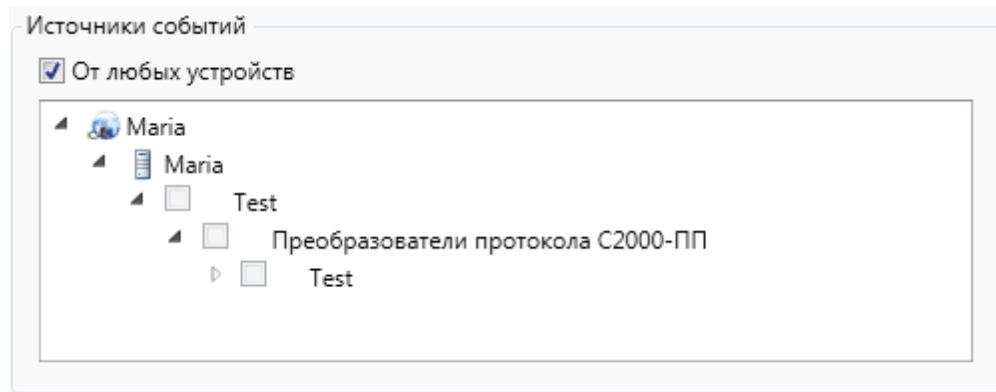 Источники событий
От любых устройств
Maria
Maria
Test
Преобразователи протокола С2000-ПП
Test